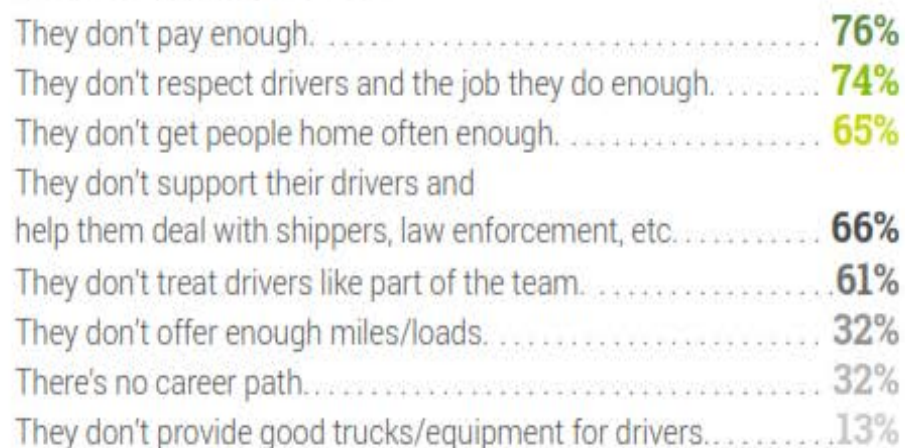 They don't pay enough. . . . . . . . . . . . . . . . . . . . . . . . . . . . . . . . . . 76%
They don't respect drivers and the job they do enough. . . . . . . . 74%
They don't get people home often enough. . . . . . . . . . . . . . . . . . 65%
They don't support their drivers and
help them deal with shippers, law enforcement, etc. . . . . . . . . . . 66%
They don't treat drivers like part of the team. . . . . . . . . . . . . . . . .61%
They don't offer enough miles/loads. . . . . . . . . . . . . . . . . . . . . . . 32%
There's no career path. . . . . . . . . . . . . . . . . . . . . . . . . . . . . . . . . . 32%
They don't provide good trucks/equipment for drivers. . . . . . . . . 13%